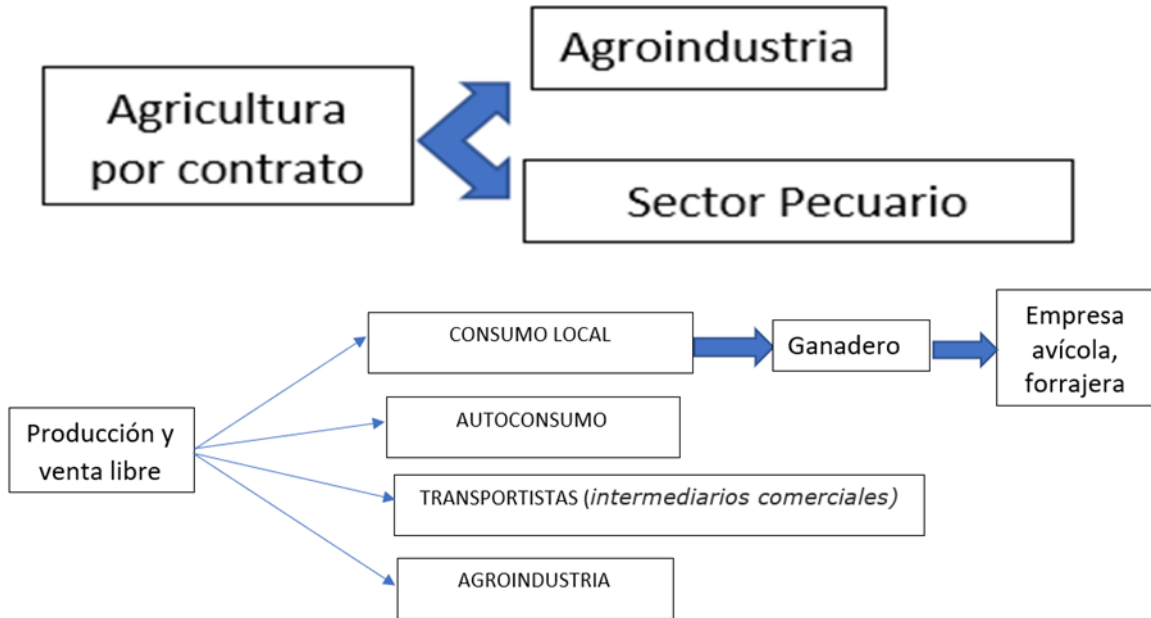 Agroindustria
Agricultura
por contrato
Sector Pecuario
CONSUMO LOCAL
Ganadero
Empresa
avícola,
forrajera
Producción y
venta libre
AUTOCONSUMO
TRANSPORTISTAS (intermediarios comerciales)
AGROINDUSTRIA